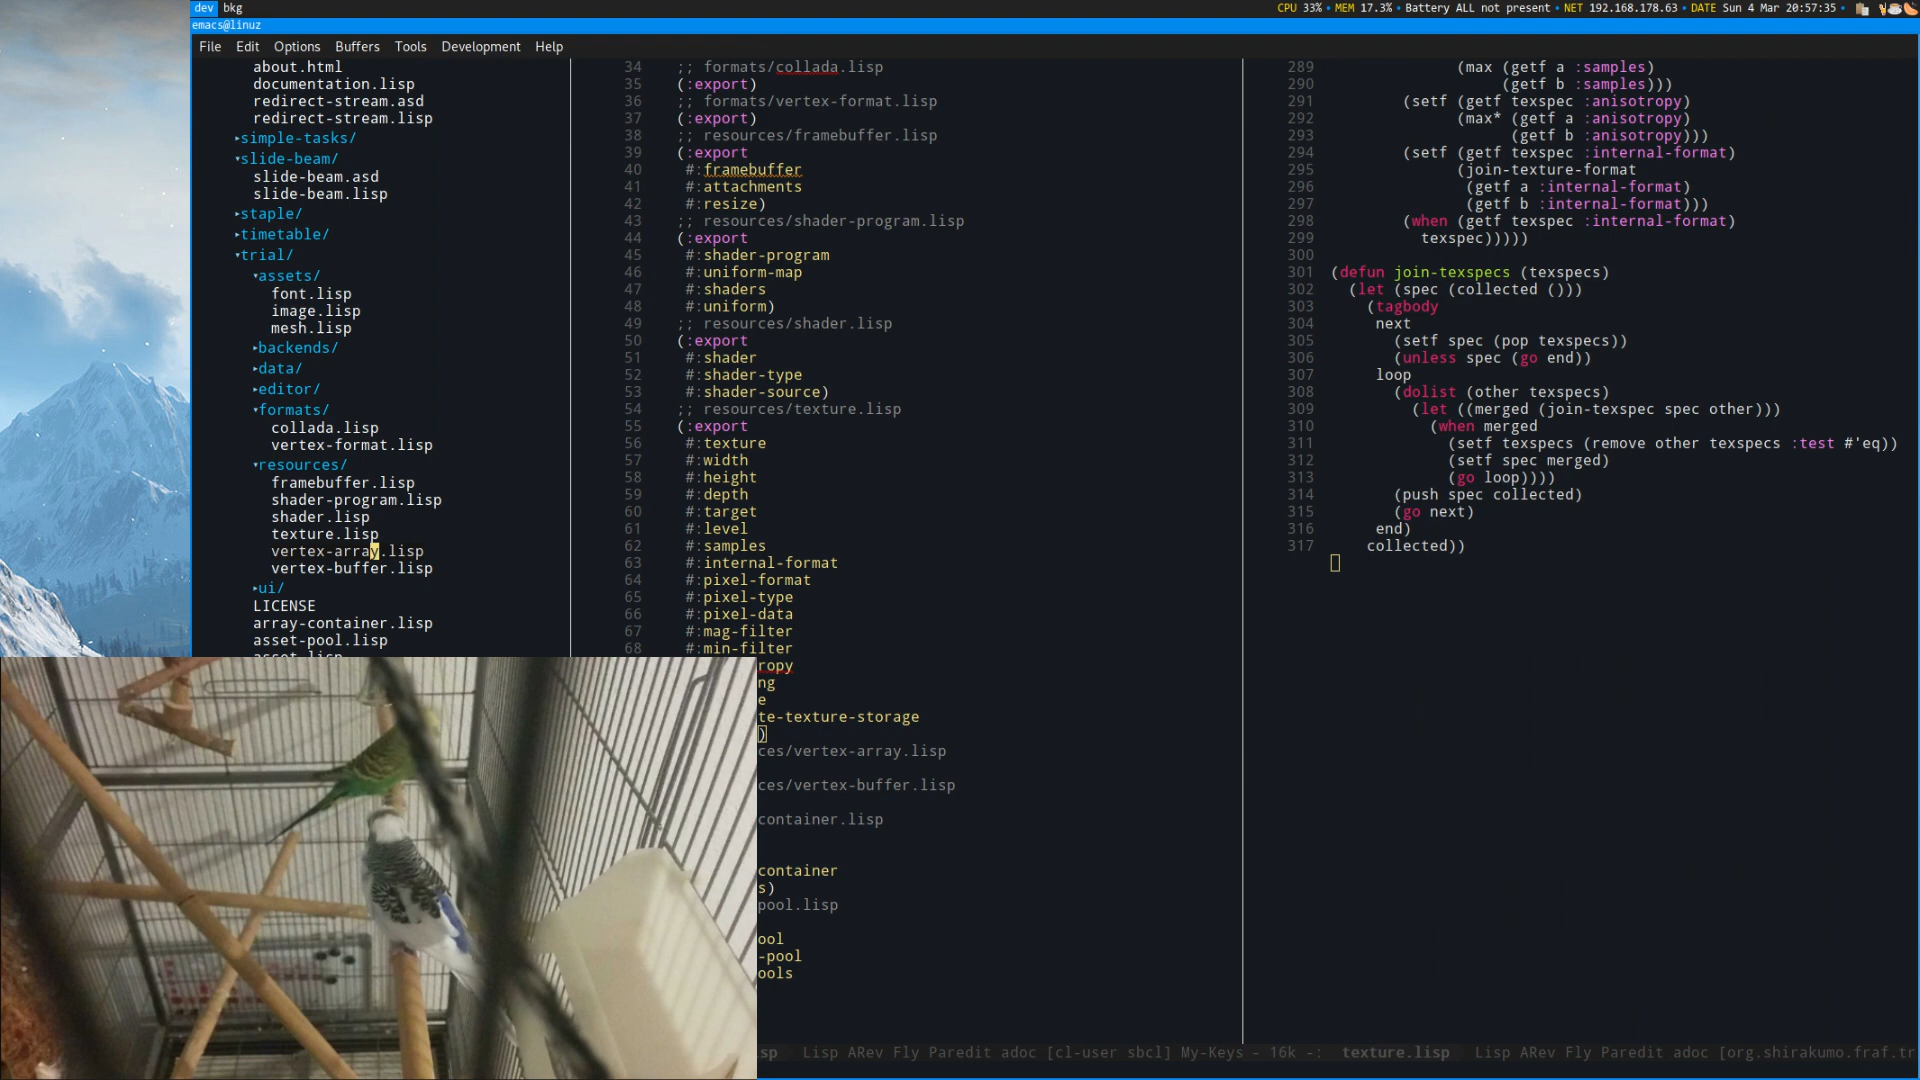 dev bkg
CPU 33% • MEM 17.3% • Battery ALL not present • NET 192.168.178.63 • DATE Sun 4 Mar 20:57:35 •
emacs@linuz
File Edit Options Buffers Tools Development Help
about.html
documentation.lisp
redirect-stream.asd
redirect-stream.lisp
▸simple-tasks/
▾slide-beam/
slide-beam.asd
slide-beam.lisp
▸staple/
▸timetable/
▾trial/
▾assets/
font.lisp
image.lisp
mesh.lisp
▸backends/
▸data/
▸editor/
▾formats/
collada.lisp
vertex-format.lisp
▾resources/
framebuffer.lisp
shader-program.lisp
shader.lisp
texture.lisp
vertex-array.lisp
vertex-buffer.lisp
▸ui/
LICENSE
array-container.lisp
asset-pool.lisp
asset.lisp
34 ;; formats/collada.lisp
35 (:export)
36 ;; formats/vertex-format.lisp
37 (:export)
38 ;; resources/framebuffer.lisp
39 (:export
40 #:framebuffer
41 #:attachments
42 #:resize)
43 ;; resources/shader-program.lisp
44 (:export
45 #:shader-program
46 #:uniform-map
47 #:shaders
48 #:uniform)
49 ;; resources/shader.lisp
50 (:export
51 #:shader
52 #:shader-type
53 #:shader-source)
54 ;; resources/texture.lisp
55 (:export
56 #:texture
57 #:width
58 #:height
59 #:depth
60 #:target
61 #:level
62 #:samples
63 #:internal-format
64 #:pixel-format
65 #:pixel-type
66 #:pixel-data
67 #:mag-filter
68 #:min-filter
ropy
ng
e
te-texture-storage
)
ces/vertex-array.lisp
ces/vertex-buffer.lisp
container.lisp
container
s)
pool.lisp
ool
-pool
ools
289 (max (getf a :samples)
290 (getf b :samples)))
291 (setf (getf texspec :anisotropy)
292 (max* (getf a :anisotropy)
293 (getf b :anisotropy)))
294 (setf (getf texspec :internal-format)
295 (join-texture-format
296 (getf a :internal-format)
297 (getf b :internal-format)))
298 (when (getf texspec :internal-format)
299 texspec)))))
300
301 (defun join-texspecs (texspecs)
302 (let (spec (collected ()))
303 (tagbody
304 next
305 (setf spec (pop texspecs))
306 (unless spec (go end))
307 loop
308 (dolist (other texspecs)
309 (let ((merged (join-texspec spec other)))
310 (when merged
311 (setf texspecs (remove other texspecs :test #'eq))
312 (setf spec merged)
313 (go loop))))
314 (push spec collected)
315 (go next)
316 end)
317 collected))
sp Lisp ARev Fly Paredit adoc [cl-user sbcl] My-Keys - 16k -: texture.lisp Lisp ARev Fly Paredit adoc [org.shirakumo.fraf.tr